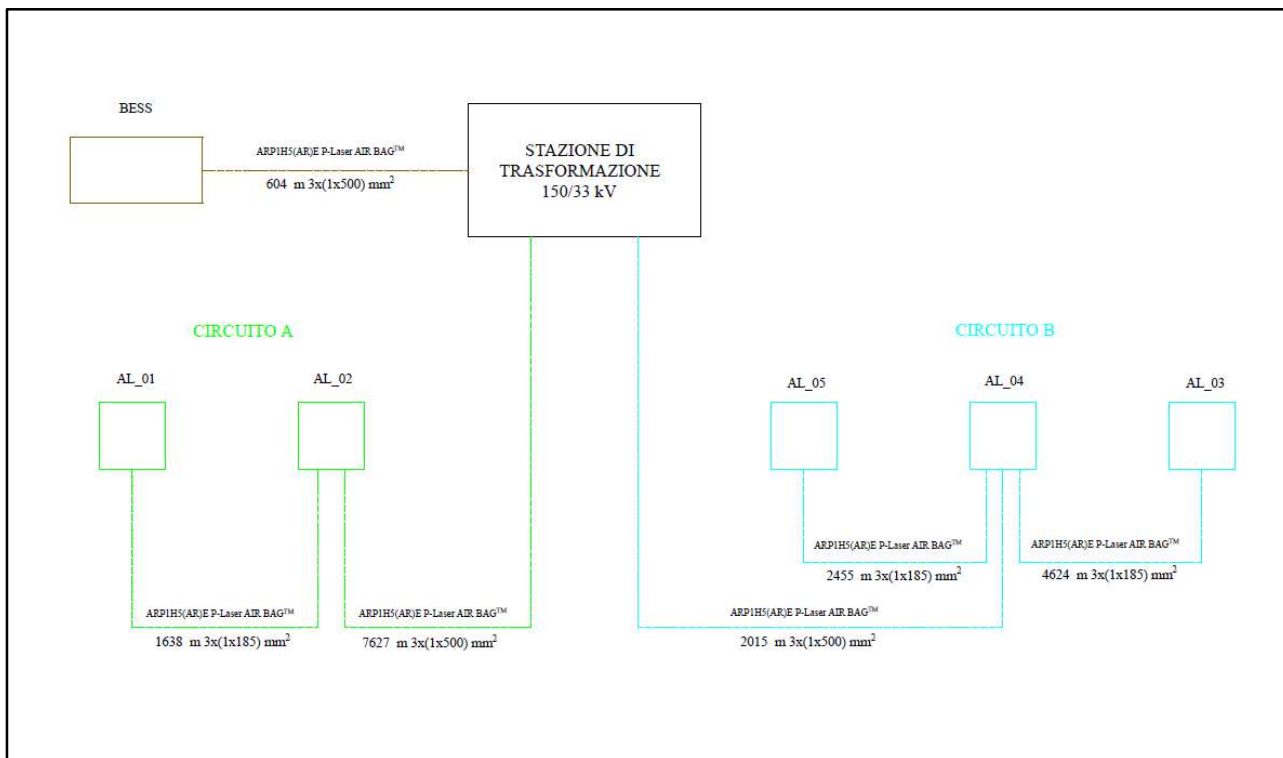 BESS
ARP1H5(AR)E P-Laser AIR BAG™
604 m 3x(1x500) mm²
STAZIONE DI
TRASFORMAZIONE
150/33 kV
CIRCUITO A
AL_01
AL_02
ARP1H5(AR)E P-Laser AIR BAG™
1638 m 3x(1x185) mm²
ARP1H5(AR)E P-Laser AIR BAG™
7627 m 3x(1x500) mm²
CIRCUITO B
AL_05
AL_04
AL_03
ARP1H5(AR)E P-Laser AIR BAG™
2455 m 3x(1x185) mm²
ARP1H5(AR)E P-Laser AIR BAG™
4624 m 3x(1x185) mm²
ARP1H5(AR)E P-Laser AIR BAG™
2015 m 3x(1x500) mm²